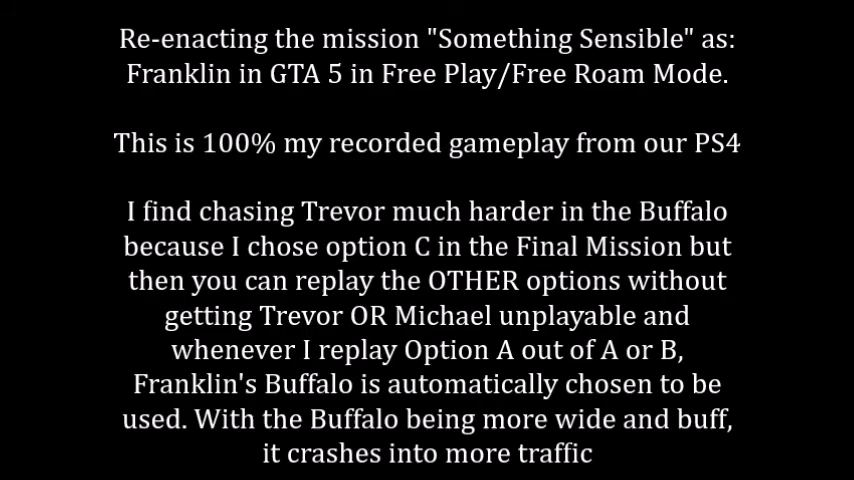 Re-enacting the mission "Something Sensible" as:
Franklin in GTA 5 in Free Play/Free Roam Mode.
This is 100% my recorded gameplay from our PS4
I find chasing Trevor much harder in the Buffalo
because I chose option C in the Final Mission but
then you can replay the OTHER options without
getting Trevor OR Michael unplayable and
whenever I replay Option A out of A or B,
Franklin's Buffalo is automatically chosen to be
used. With the Buffalo being more wide and buff,
it crashes into more traffic